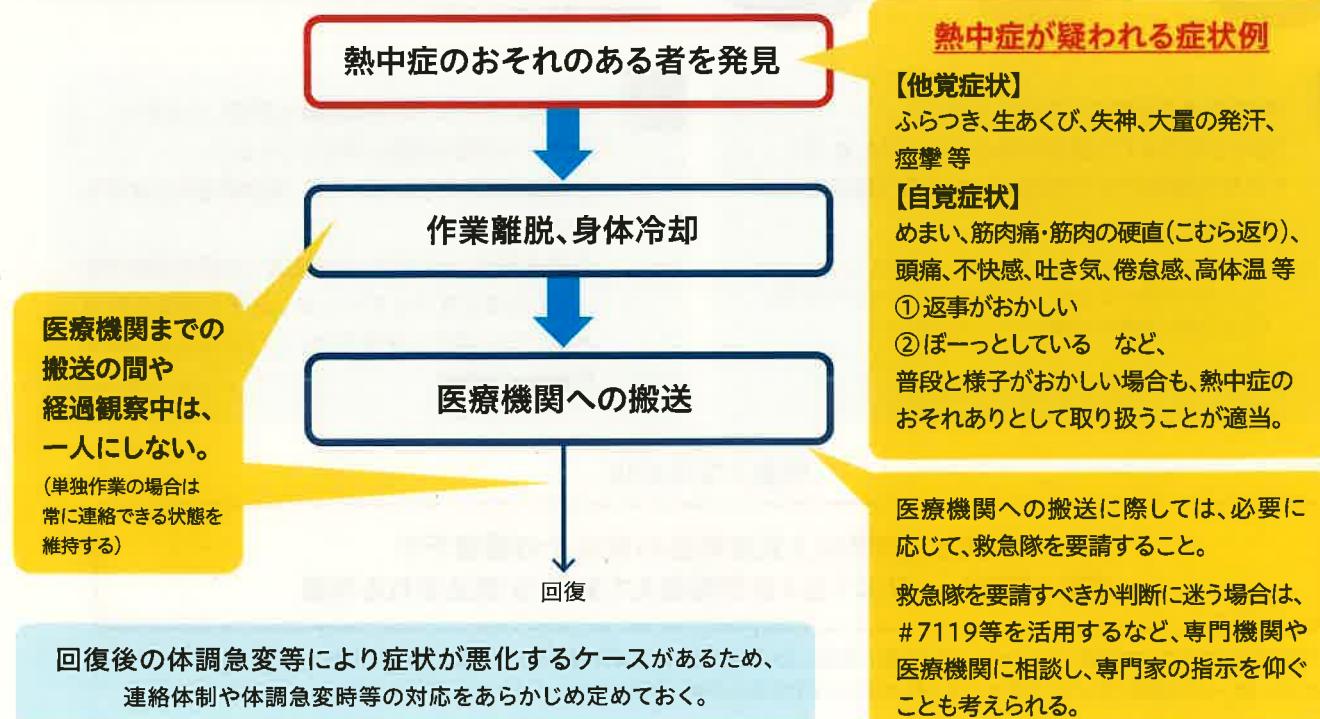 熱中症のおそれのある者を発見
作業離脱、身体冷却
医療機関への搬送
回復
医療機関までの
搬送の間や
経過観察中は、
一人にしない。
(単独作業の場合は
常に連絡できる状態を
維持する)
熱中症が疑われる症状例
【他覚症状】
ふらつき、生あくび、失神、大量の発汗、
痙攣 等
【自覚症状】
めまい、筋肉痛・筋肉の硬直(こむら返り)、
頭痛、不快感、吐き気、倦怠感、高体温 等
①返事がおかしい
②ぼーっとしている など、
普段と様子がおかしい場合も、熱中症の
おそれありとして取り扱うことが適当。
医療機関への搬送に際しては、必要に
応じて、救急隊を要請すること。
救急隊を要請すべきか判断に迷う場合は、
#7119等を活用するなど、専門機関や
医療機関に相談し、専門家の指示を仰ぐ
ことも考えられる。
回復後の体調急変等により症状が悪化するケースがあるため、
連絡体制や体調急変時等の対応をあらかじめ定めておく。